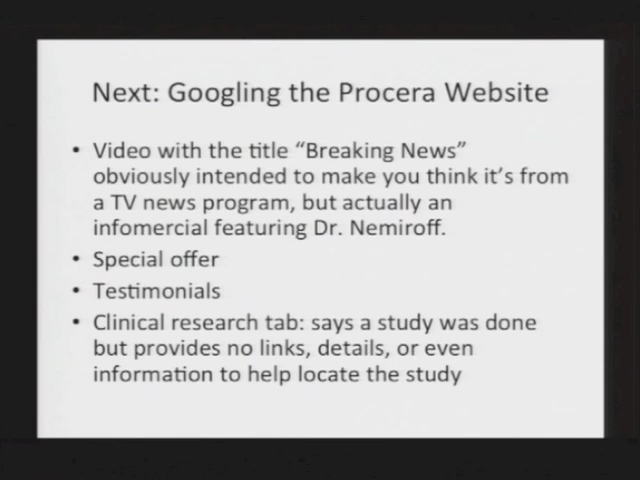 Next: Googling the Procera Website
• Video with the title “Breaking News”
obviously intended to make you think it’s from
a TV news program, but actually an
infomercial featuring Dr. Nemiroff.
• Special offer
• Testimonials
• Clinical research tab: says a study was done
but provides no links, details, or even
information to help locate the study